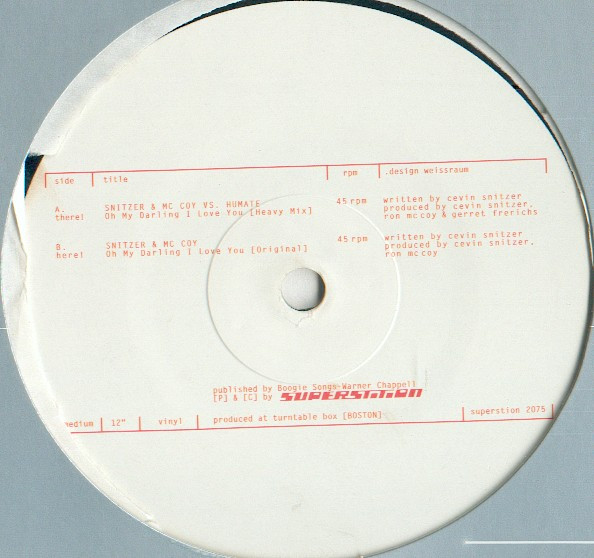 side title rpm .design weissraum
A. SNITZER & MC COY VS. HUMATE 45 rpm written by cevin snitzer
there! Oh My Darling I Love You [Heavy Mix] produced by cevin snitzer,
ron mccoy & gerret frerichs
B. SNITZER & MC COY 45 rpm written by cevin snitzer
here! Oh My Darling I Love You [Original] produced by cevin snitzer,
ron mccoy
published by Boogie Songs-Warner Chappell
[P] & [C] by SUPERSTITION
medium 12" vinyl produced at turntable box [BOSTON] superstion 2075